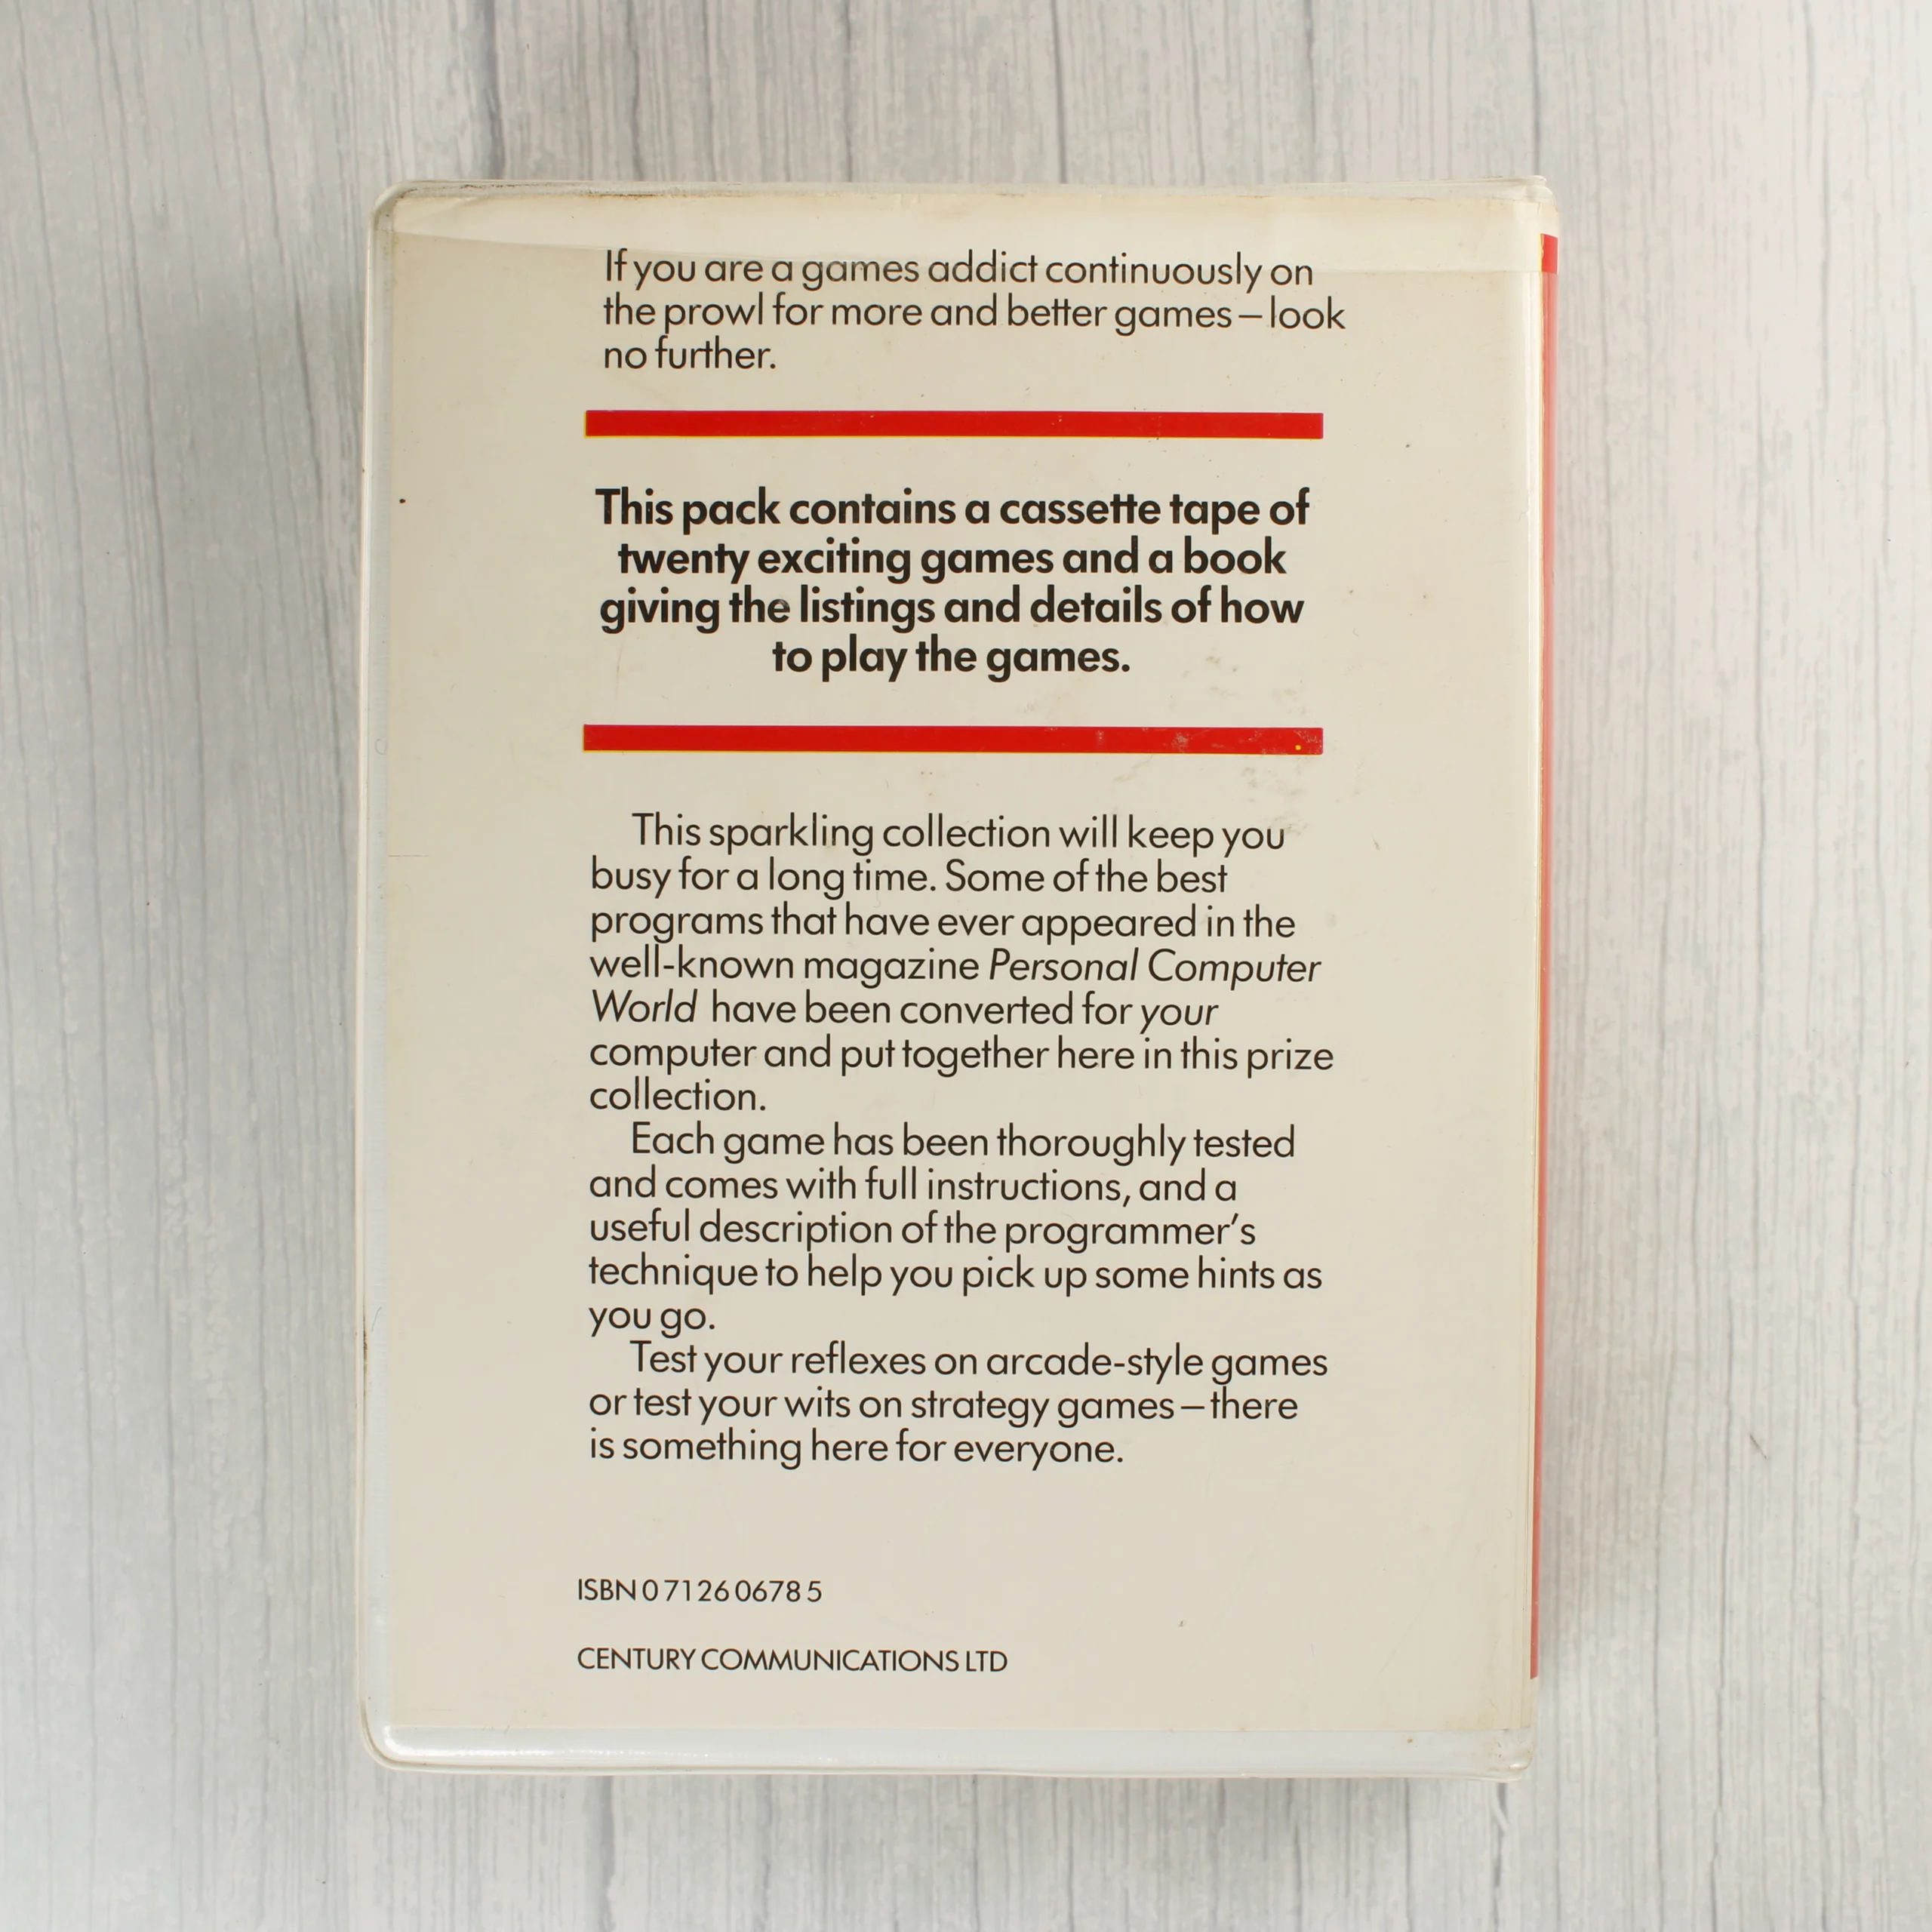 If you are a games addict continuously on
the prowl for more and better games – look
no further.
This pack contains a cassette tape of
twenty exciting games and a book
giving the listings and details of how
to play the games.
This sparkling collection will keep you
busy for a long time. Some of the best
programs that have ever appeared in the
well-known magazine Personal Computer
World have been converted for your
computer and put together here in this prize
collection.
Each game has been thoroughly tested
and comes with full instructions, and a
useful description of the programmer's
technique to help you pick up some hints as
you go.
Test your reflexes on arcade-style games
or test your wits on strategy games – there
is something here for everyone.
ISBN 0 7126 0678 5
CENTURY COMMUNICATIONS LTD